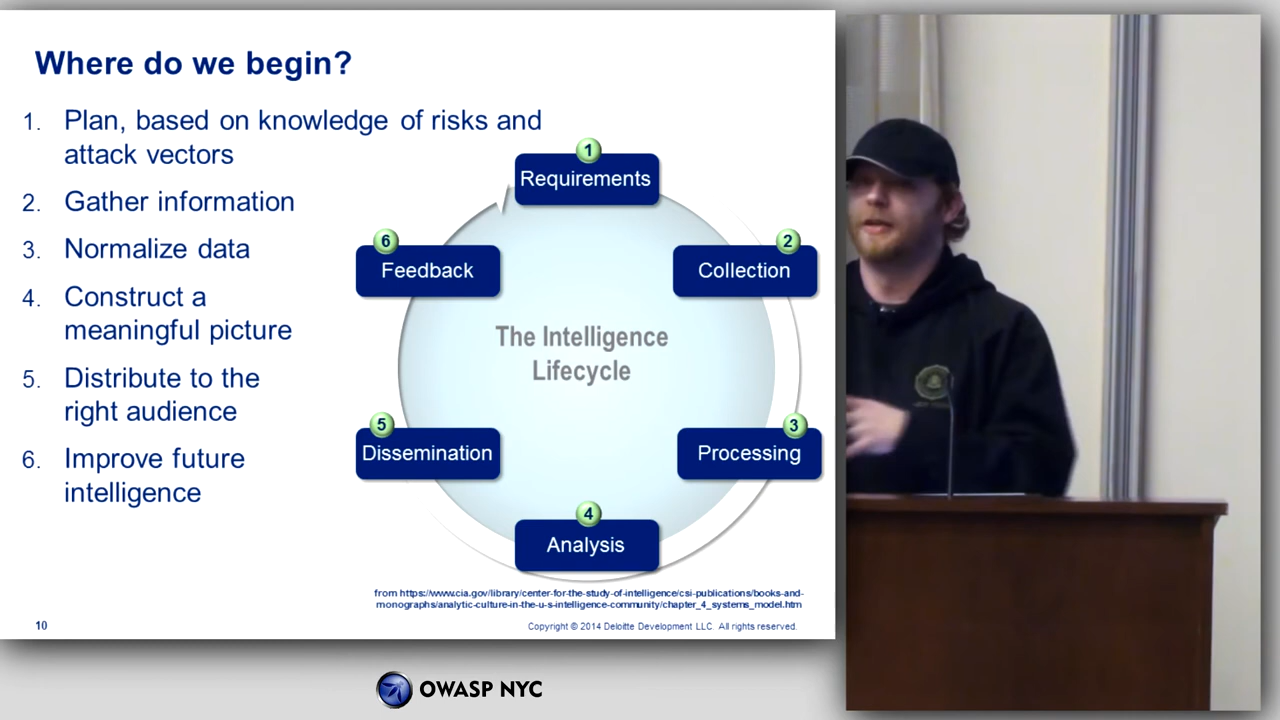 Where do we begin?
1. Plan, based on knowledge of risks and
attack vectors
2. Gather information
3. Normalize data
4. Construct a
meaningful picture
5. Distribute to the
right audience
6. Improve future
intelligence
1
Requirements
2
Collection
3
Processing
4
Analysis
5
Dissemination
6
Feedback
The Intelligence
Lifecycle
from https://www.cia.gov/library/center-for-the-study-of-intelligence/csi-publications/books-and-
monographs/analytic-culture-in-the-u-s-intelligence-community/chapter_4_systems_model.htm
10
Copyright © 2014 Deloitte Development LLC. All rights reserved.
OWASP NYC